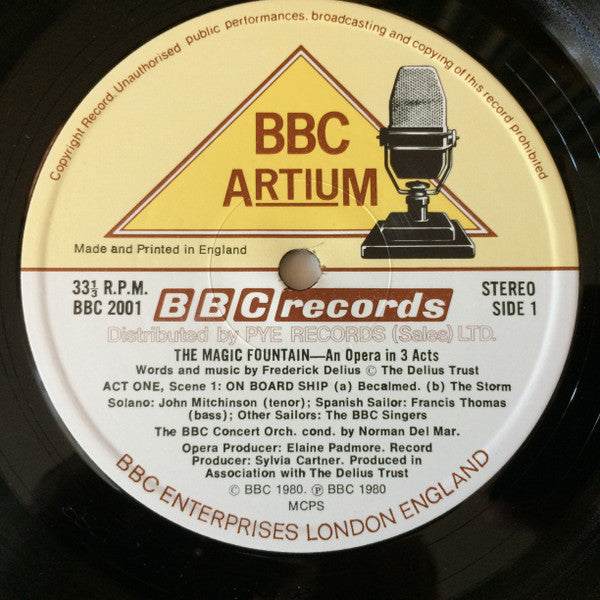 Copyright Record. Unauthorised public performances, broadcasting and copying of this record prohibited
BBC
ARTIUM
Made and Printed in England
33⅓ R.P.M.
BBC 2001
BBC records
STEREO
SIDE 1
Distributed by PYE RECORDS (Sales) LTD.
THE MAGIC FOUNTAIN—An Opera in 3 Acts
Words and music by Frederick Delius © The Delius Trust
ACT ONE, Scene 1: ON BOARD SHIP (a) Becalmed. (b) The Storm
Solano: John Mitchinson (tenor); Spanish Sailor: Francis Thomas
(bass); Other Sailors: The BBC Singers
The BBC Concert Orch. cond. by Norman Del Mar.
Opera Producer: Elaine Padmore. Record
Producer: Sylvia Cartner. Produced in
Association with The Delius Trust
© BBC 1980. ℗ BBC 1980
MCPS
BBC ENTERPRISES LONDON ENGLAND